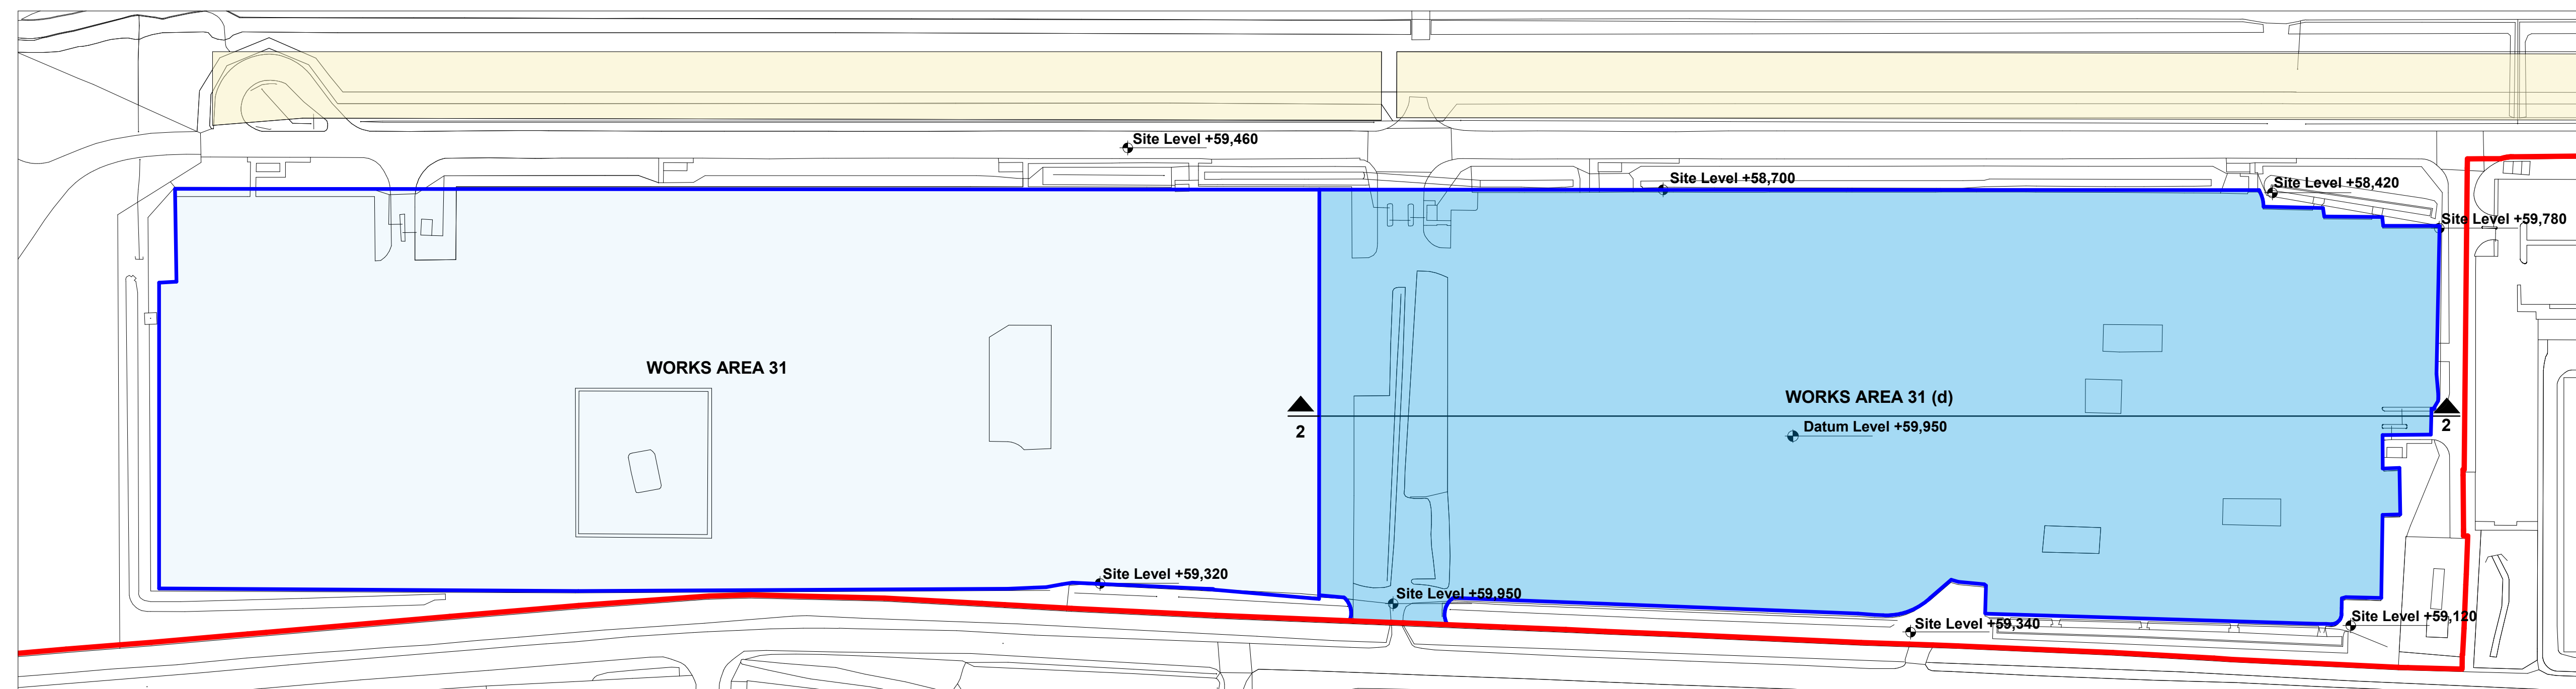 Site Level +59,460
Site Level +58,700
Site Level +58,420
Site Level +59,780
WORKS AREA 31
WORKS AREA 31 (d)
2
Datum Level +59,950
2
Site Level +59,320
Site Level +59,950
Site Level +59,340
Site Level +59,120